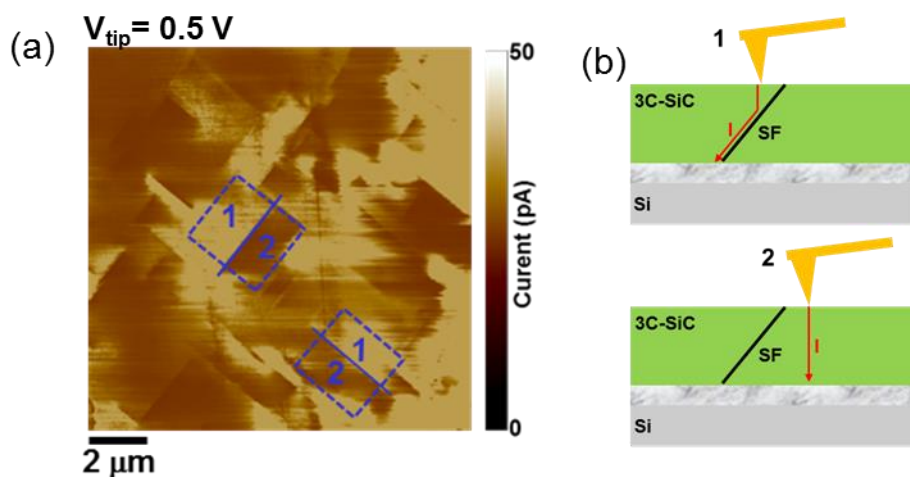 (a)
V_tip = 0.5 V
50
Curent (pA)
0
1
2
1
2
2 μm
(b)
1
3C-SiC
I
SF
Si
2
3C-SiC
SF
I
Si